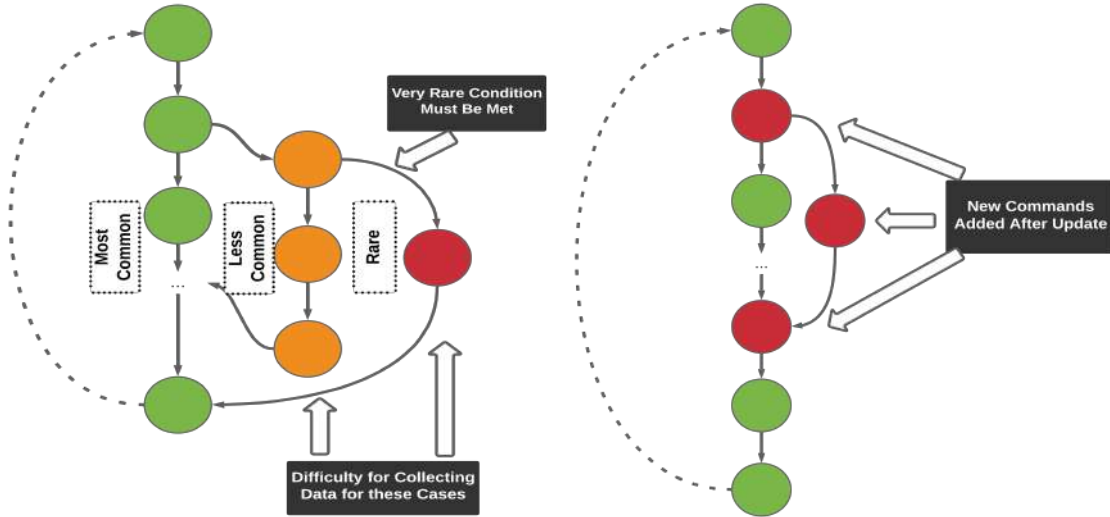 Very Rare Condition
Must Be Met
Most
Common
Less
Common
Rare
...
Difficulty for Collecting
Data for these Cases
New Commands
Added After Update
...